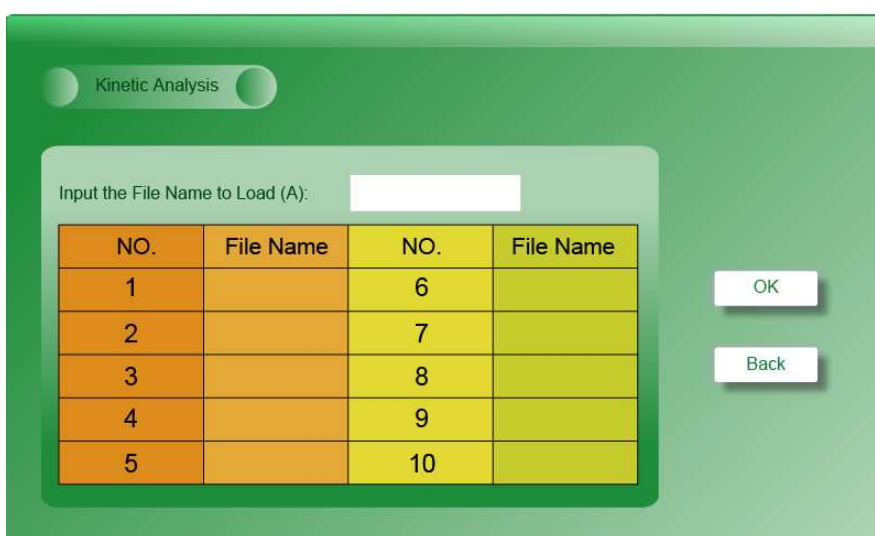 Kinetic Analysis
Input the File Name to Load (A):
NO. File Name NO. File Name
1 6
2 7
3 8
4 9
5 10
OK
Back